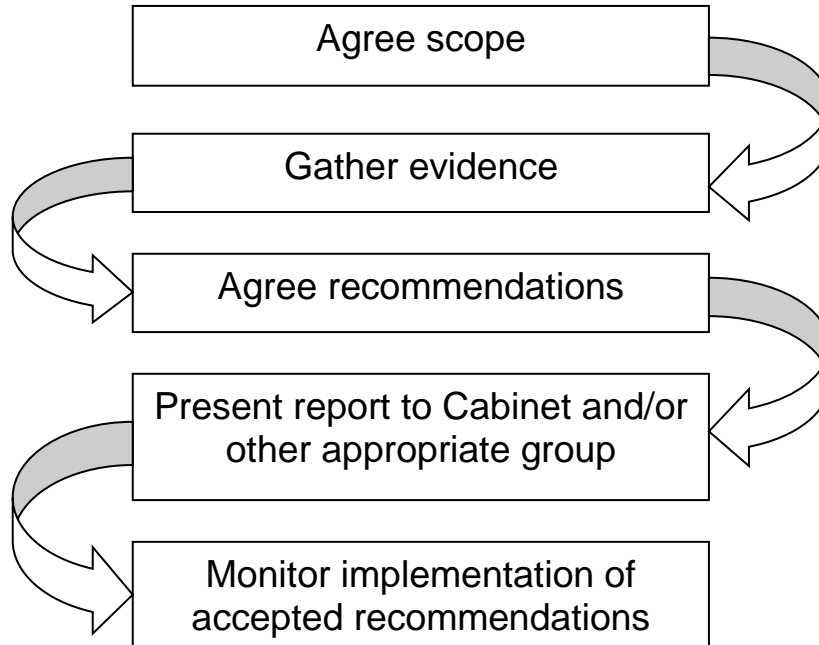 Agree scope
Gather evidence
Agree recommendations
Present report to Cabinet and/or
other appropriate group
Monitor implementation of
accepted recommendations